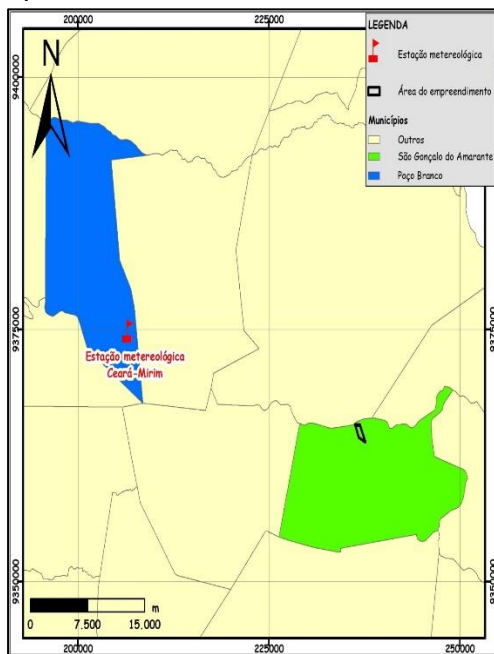 200000
225000
LEGENDA
Estação metereológica
Área do empreendimento
Municípios
Outros
São Gonçalo do Amarante
Poço Branco
N
9400000
9375000
9375000
Estação metereológica
Ceará-Mirim
9350000
9350000
m
0
7.500
15.000
200000
225000
250000